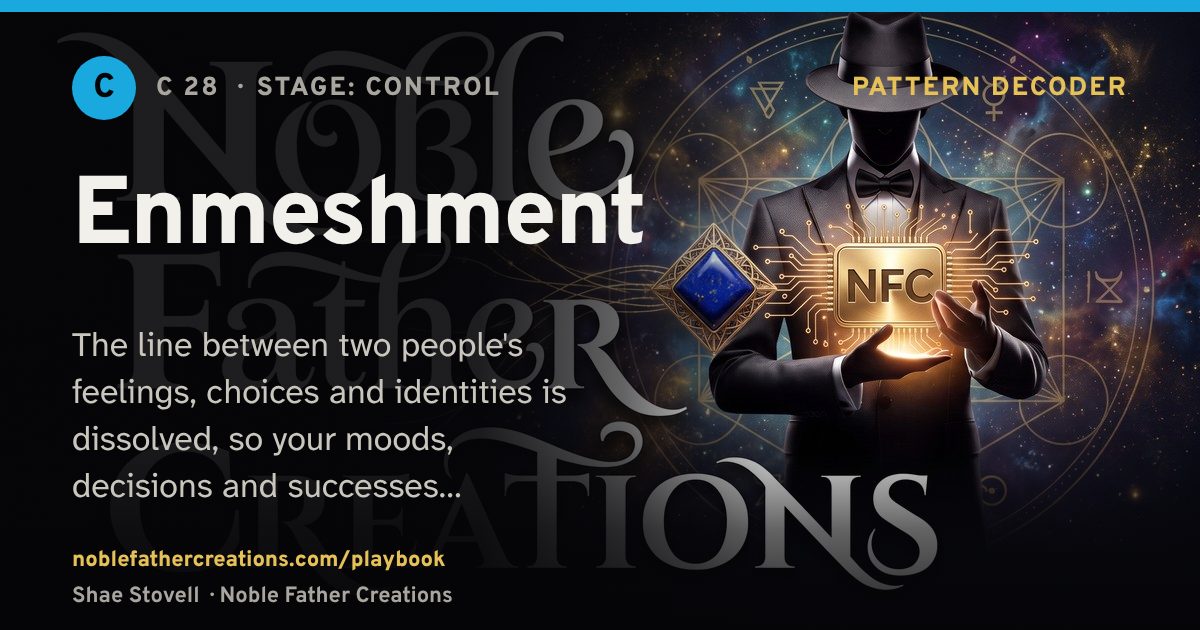 C
C 28 · STAGE: CONTROL
PATTERN DECODER
Noble
Enmeshment
Father
NFC
The line between two people's
feelings, choices and identities is
dissolved, so your moods,
decisions and successes...
Creations
noblefathercreations.com/playbook
Shae Stovell · Noble Father Creations